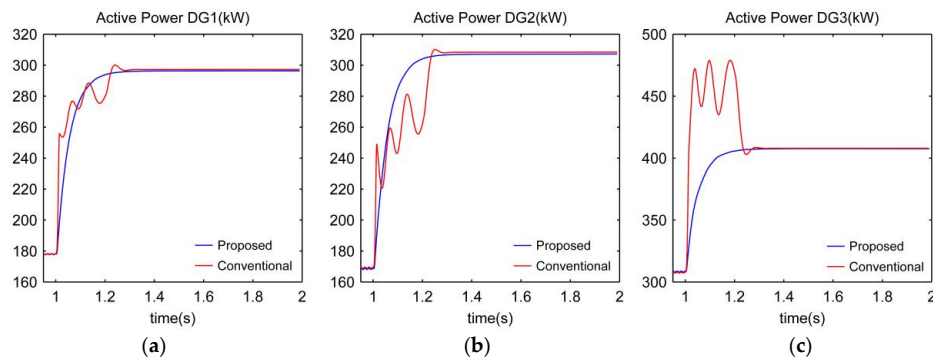 Active Power DG1(kW)
320
300
280
260
240
220
200
180
160
Proposed
Conventional
1
1.2
1.4
1.6
1.8
2
time(s)
(a)
Active Power DG2(kW)
320
300
280
260
240
220
200
180
160
Proposed
Conventional
1
1.2
1.4
1.6
1.8
2
time(s)
(b)
Active Power DG3(kW)
500
450
400
350
300
Proposed
Conventional
1
1.2
1.4
1.6
1.8
2
time(s)
(c)